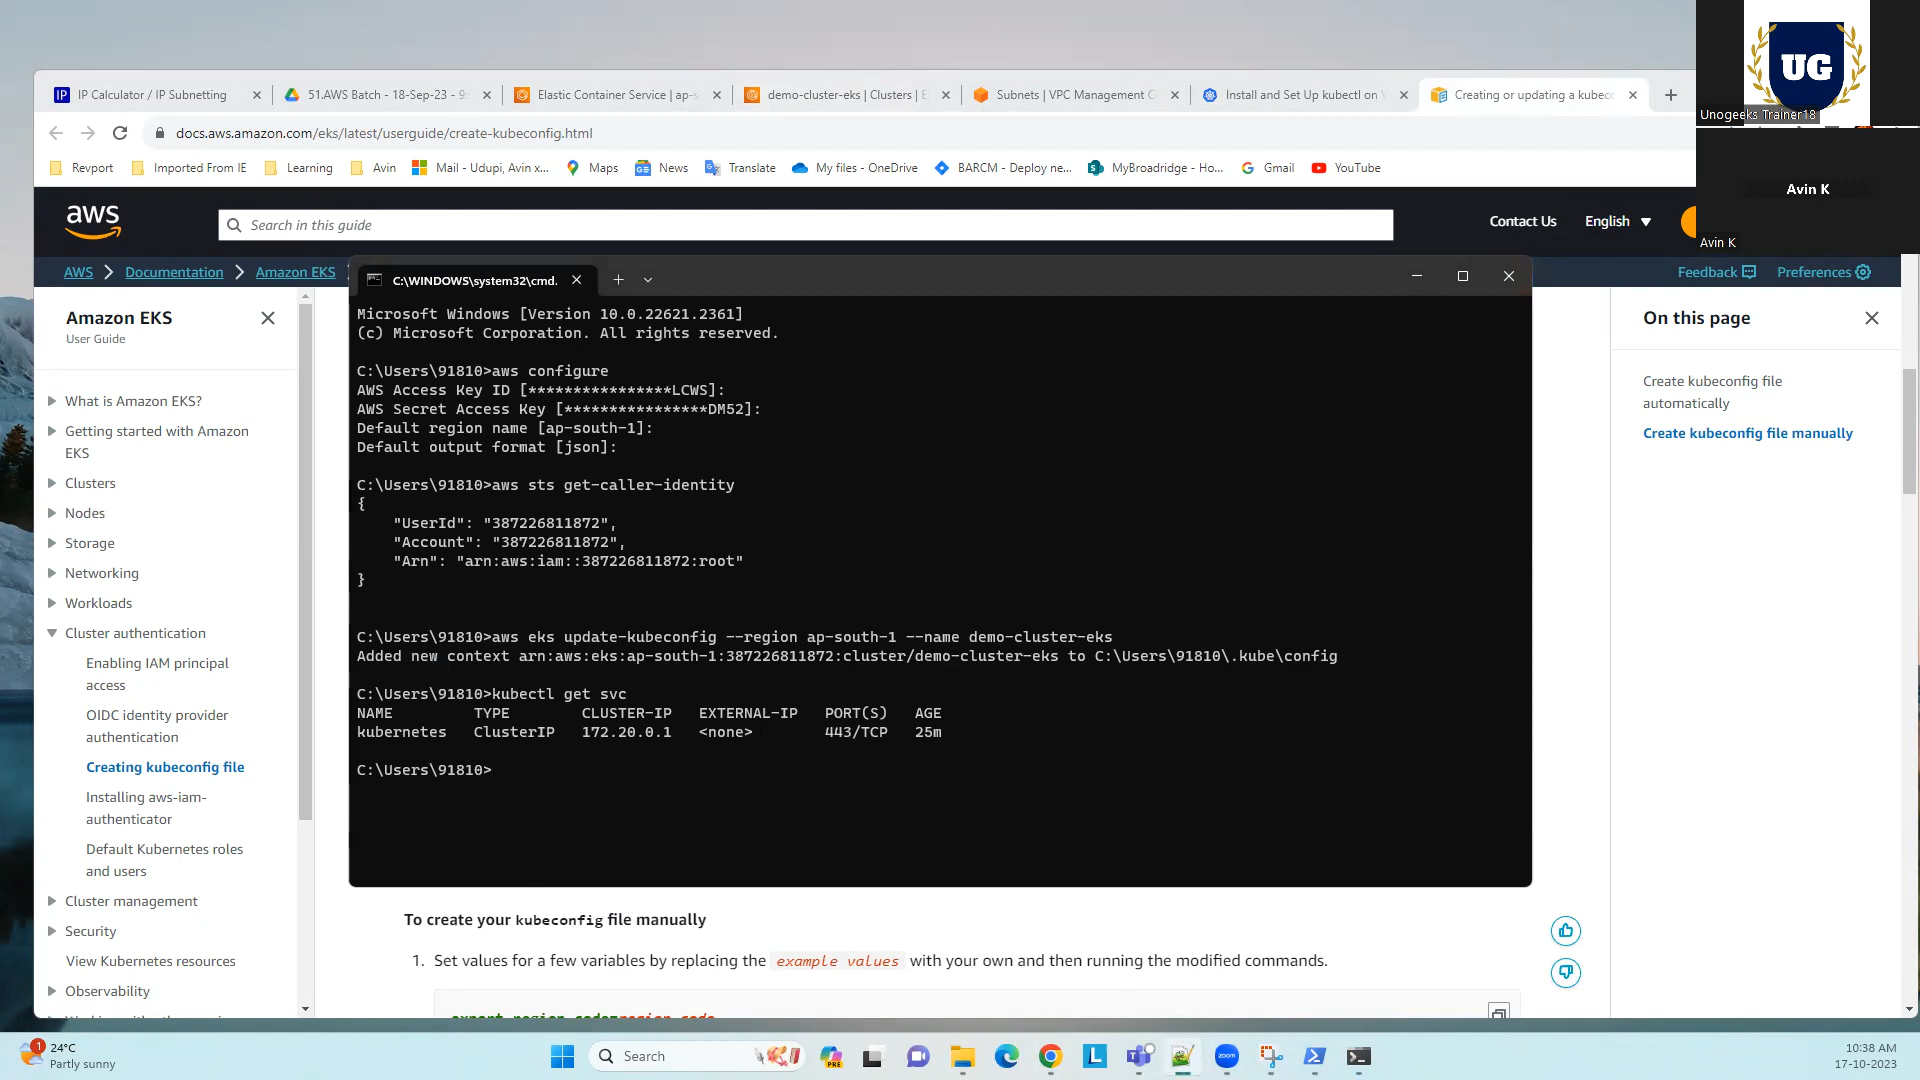 IP Calculator / IP Subnetting
51.AWS Batch - 18-Sep-23 - 9
Elastic Container Service | ap-s
demo-cluster-eks | Clusters | E
Subnets | VPC Management C
Install and Set Up kubectl on
Creating or updating a kubec
UG
Unogeeks Trainer18
docs.aws.amazon.com/eks/latest/userguide/create-kubeconfig.html
Revport
Imported From IE
Learning
Avin
Mail - Udupi, Avin x...
Maps
News
Translate
My files - OneDrive
BARCM - Deploy ne...
MyBroadridge - Ho...
Gmail
YouTube
Avin K
Avin K
aws
Search in this guide
Contact Us
English
AWS
Documentation
Amazon EKS
Feedback
Preferences
C:\WINDOWS\system32\cmd.
Amazon EKS
User Guide
What is Amazon EKS?
Getting started with Amazon
EKS
Clusters
Nodes
Storage
Networking
Workloads
Cluster authentication
Enabling IAM principal
access
OIDC identity provider
authentication
Creating kubeconfig file
Installing aws-iam-
authenticator
Default Kubernetes roles
and users
Cluster management
Security
View Kubernetes resources
Observability
Microsoft Windows [Version 10.0.22621.2361]
(c) Microsoft Corporation. All rights reserved.
C:\Users\91810>aws configure
AWS Access Key ID [****************LCWS]:
AWS Secret Access Key [****************DM52]:
Default region name [ap-south-1]:
Default output format [json]:
C:\Users\91810>aws sts get-caller-identity
{
"UserId": "387226811872",
"Account": "387226811872",
"Arn": "arn:aws:iam::387226811872:root"
}
C:\Users\91810>aws eks update-kubeconfig --region ap-south-1 --name demo-cluster-eks
Added new context arn:aws:eks:ap-south-1:387226811872:cluster/demo-cluster-eks to C:\Users\91810\.kube\config
C:\Users\91810>kubectl get svc
NAME TYPE CLUSTER-IP EXTERNAL-IP PORT(S) AGE
kubernetes ClusterIP 172.20.0.1 <none> 443/TCP 25m
C:\Users\91810>
To create your kubeconfig file manually
1. Set values for a few variables by replacing the example values with your own and then running the modified commands.
On this page
Create kubeconfig file
automatically
Create kubeconfig file manually
1
24°C
Partly sunny
Search
PRE
zoom
10:38 AM
17-10-2023